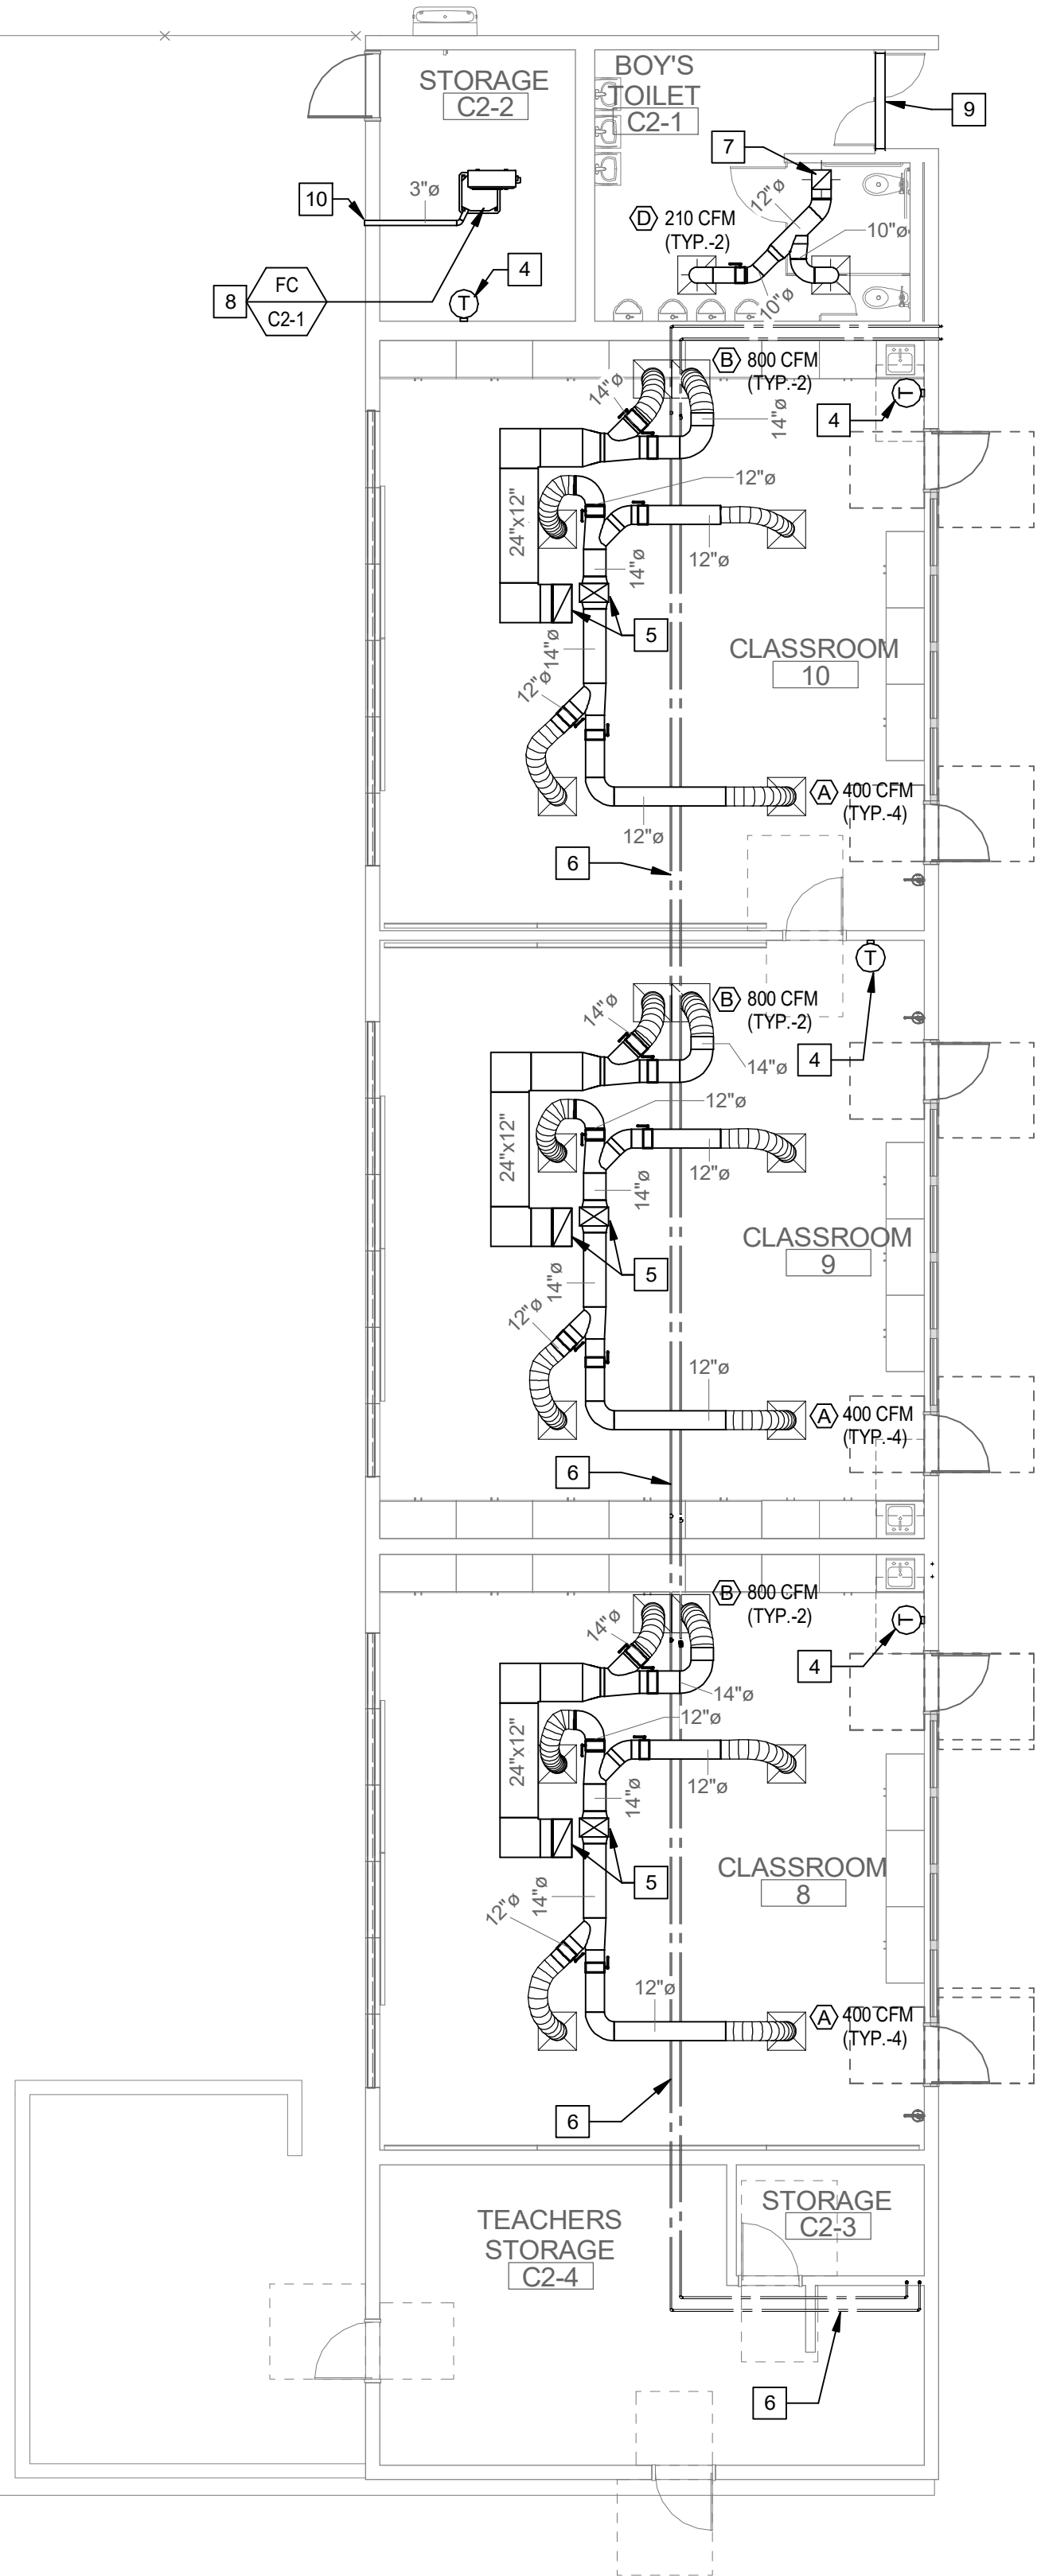 STORAGE
C2-2
BOY'S
TOILET
C2-1
9
7
10
3"ø
12"ø
D 210 CFM
(TYP.-2)
10"ø
4
FC
8
C2-1
10"ø
B 800 CFM
(TYP.-2)
14"ø
4
14"ø
12"ø
24"x12"
12"ø
14"ø
5
CLASSROOM
10
14"ø
12"ø
A 400 CFM
(TYP.-4)
12"ø
6
T
T
T
B 800 CFM
(TYP.-2)
14"ø
4
14"ø
12"ø
24"x12"
12"ø
14"ø
CLASSROOM
9
5
14"ø
12"ø
12"ø
A 400 CFM
(TYP.-4)
6
B 800 CFM
(TYP.-2)
T
14"ø
4
14"ø
12"ø
24"x12"
12"ø
14"ø
CLASSROOM
8
5
14"ø
12"ø
12"ø
A 400 CFM
(TYP.-4)
6
TEACHERS
STORAGE
C2-4
STORAGE
C2-3
6